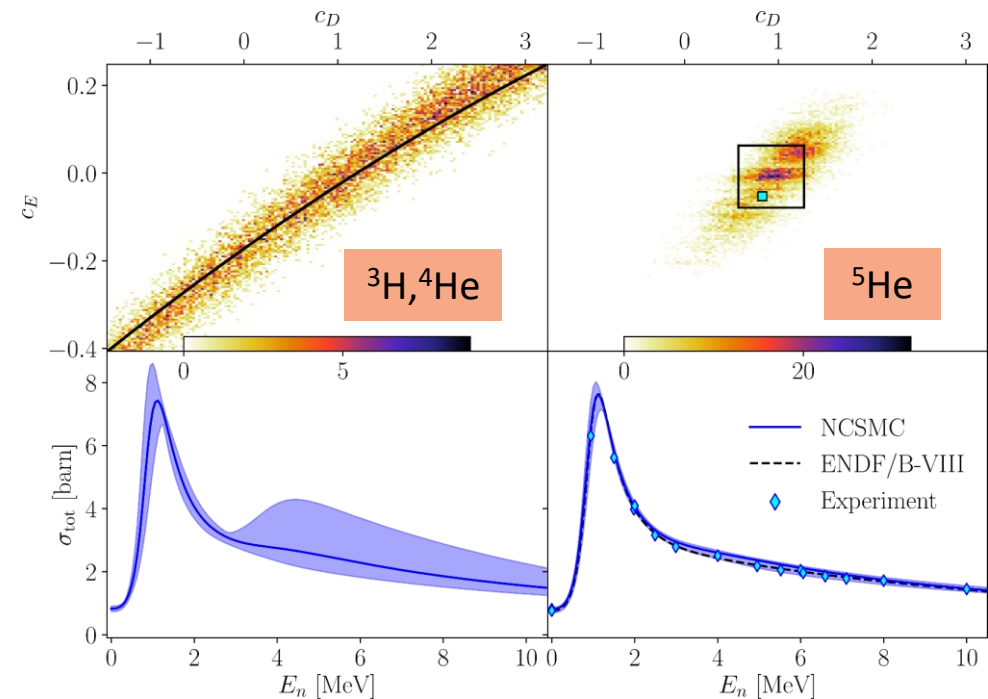 c_D c_D
−1 0 1 2 3 −1 0 1 2 3
0.2
0.0
−0.2
−0.4
c_E
³H,⁴He ⁵He
0 5 0 20
8
6
4
2
0
σ_tot [barn]
NCSMC
ENDF/B-VIII
Experiment
0 2 4 6 8 10 0 2 4 6 8 10
E_n [MeV] E_n [MeV]